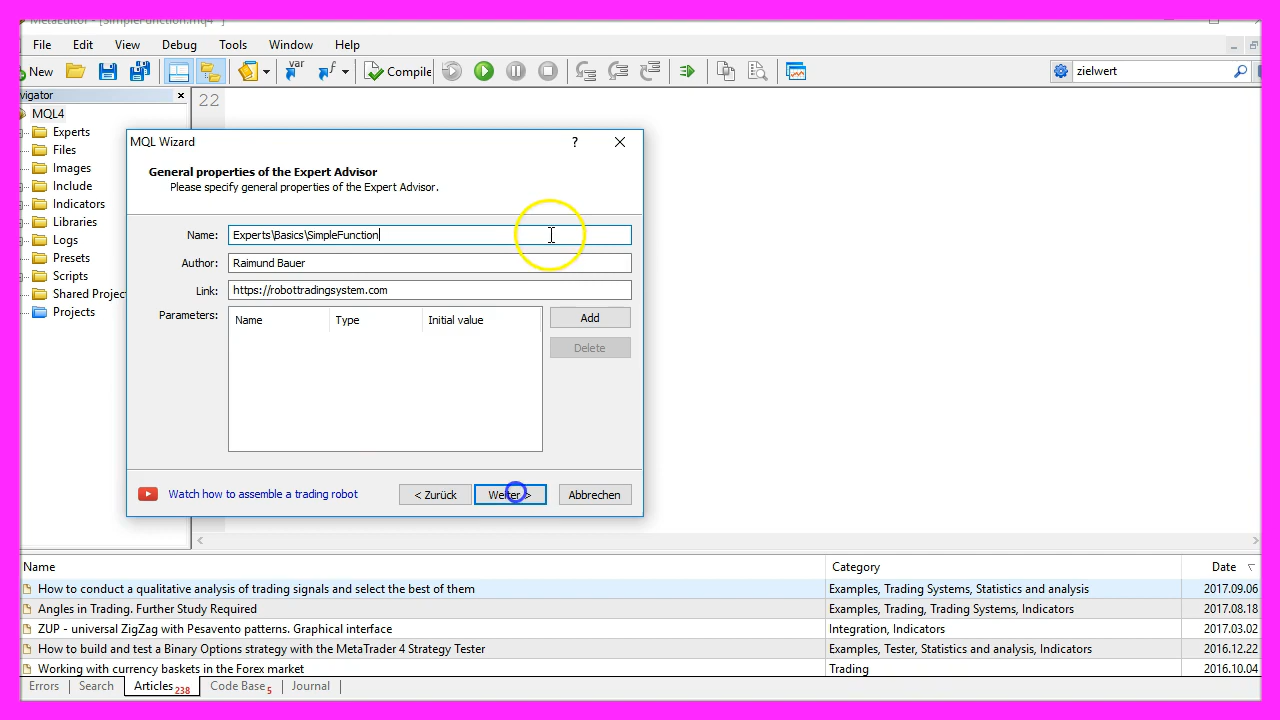 MetaEditor - [SimpleFunction.mq4 *]
File Edit View Debug Tools Window Help
New var Compile zielwert
vigator
MQL4
Experts
Files
Images
Include
Indicators
Libraries
Logs
Presets
Scripts
Shared Projec
Projects
22
MQL Wizard ? 
General properties of the Expert Advisor
Please specify general properties of the Expert Advisor.
Name: Experts\Basics\SimpleFunction
Author: Raimund Bauer
Link: https://robottradingsystem.com
Parameters: Name Type Initial value Add
Delete
Watch how to assemble a trading robot < Zurück Weiter > Abbrechen
Name Category Date
How to conduct a qualitative analysis of trading signals and select the best of them Examples, Trading Systems, Statistics and analysis 2017.09.06
Angles in Trading. Further Study Required Examples, Trading, Trading Systems, Indicators 2017.08.18
ZUP - universal ZigZag with Pesavento patterns. Graphical interface Integration, Indicators 2017.03.02
How to build and test a Binary Options strategy with the MetaTrader 4 Strategy Tester Examples, Tester, Statistics and analysis, Indicators 2016.12.22
Working with currency baskets in the Forex market Trading 2016.10.04
Errors Search Articles 238 Code Base 5 Journal